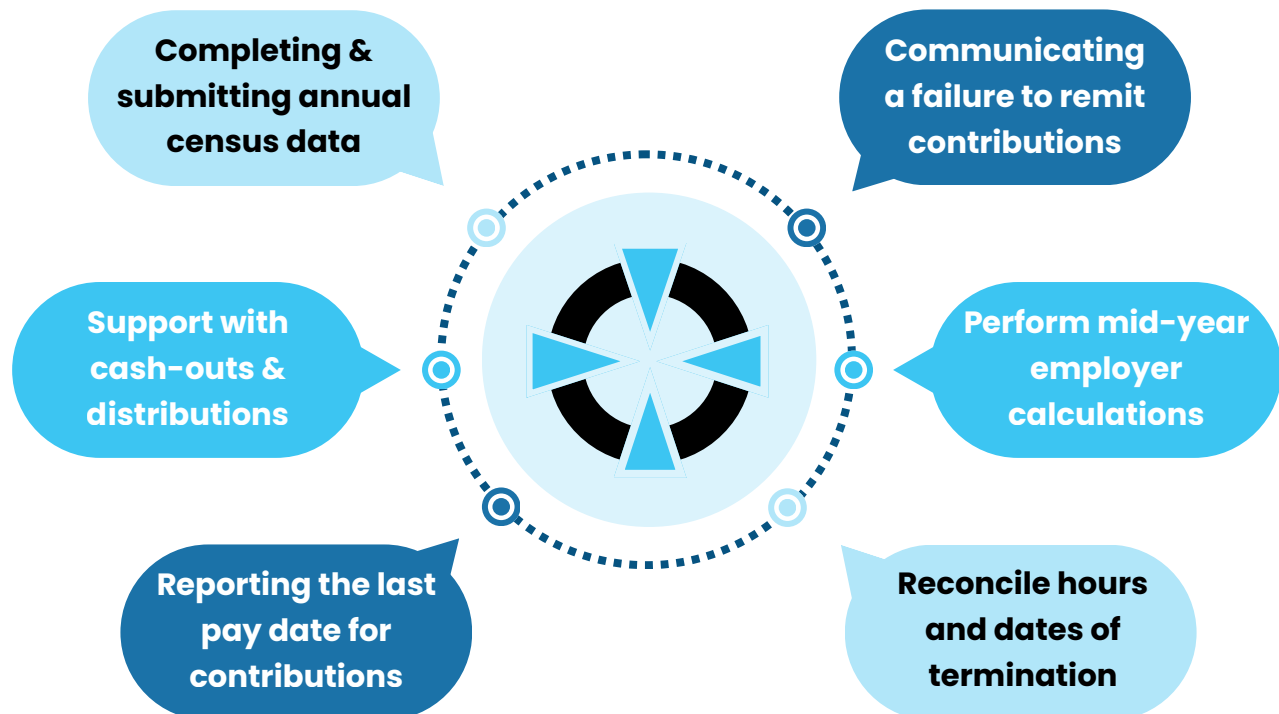 Completing &
submitting annual
census data
Communicating
a failure to remit
contributions
Support with
cash-outs &
distributions
Perform mid-year
employer
calculations
Reporting the last
pay date for
contributions
Reconcile hours
and dates of
termination